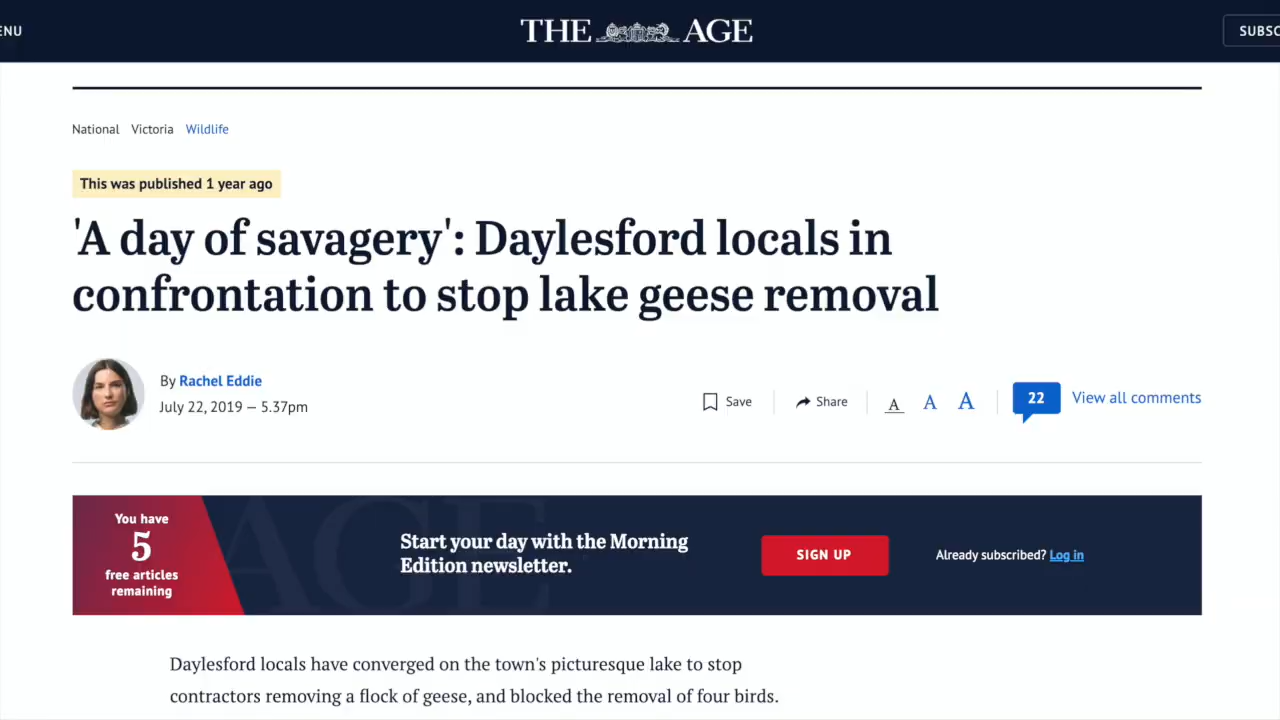 ENU
THE AGE
SUBSC
National Victoria Wildlife
This was published 1 year ago
'A day of savagery': Daylesford locals in
confrontation to stop lake geese removal
By Rachel Eddie
July 22, 2019 — 5.37pm
Save
Share
A A A
22
View all comments
You have
5
free articles
remaining
Start your day with the Morning
Edition newsletter.
SIGN UP
Already subscribed? Log in
Daylesford locals have converged on the town's picturesque lake to stop
contractors removing a flock of geese, and blocked the removal of four birds.